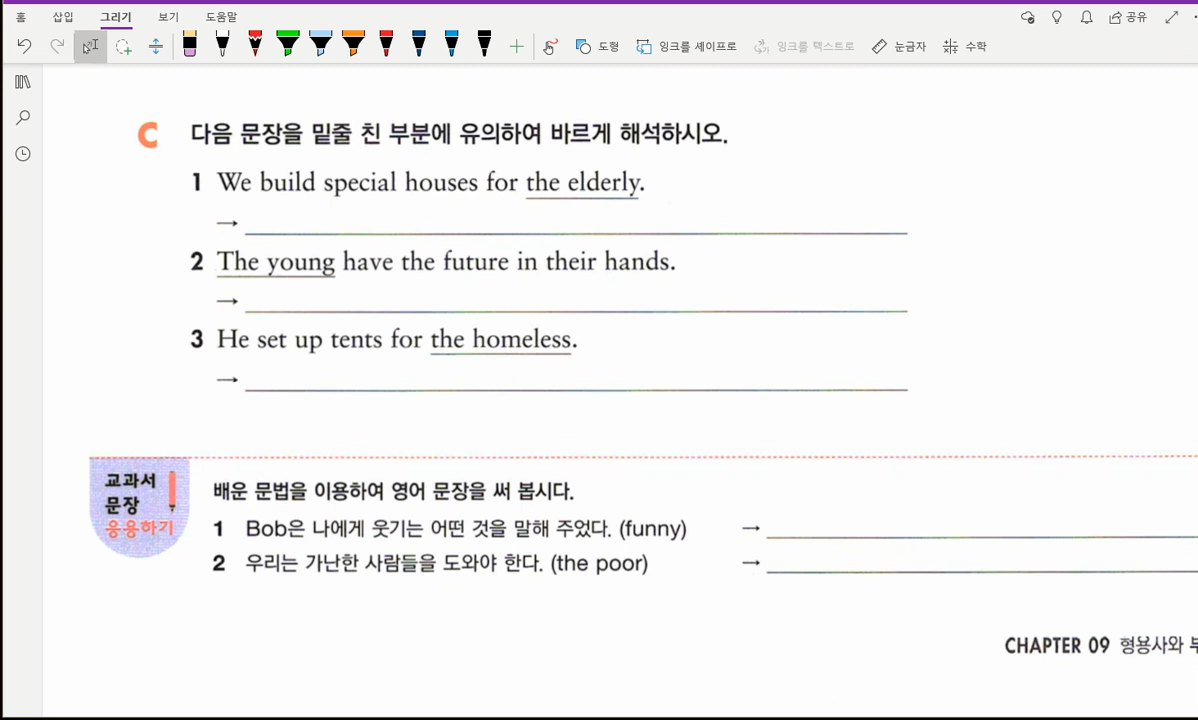 홈 삽입 그리기 보기 도움말 공유
도형 잉크를 셰이프로 잉크를 텍스트로 눈금자 수학
C 다음 문장을 밑줄 친 부분에 유의하여 바르게 해석하시오.
1 We build special houses for the elderly.
→
2 The young have the future in their hands.
→
3 He set up tents for the homeless.
→
교과서
문장
응용하기
배운 문법을 이용하여 영어 문장을 써 봅시다.
1 Bob은 나에게 웃기는 어떤 것을 말해 주었다. (funny) →
2 우리는 가난한 사람들을 도와야 한다. (the poor) →
CHAPTER 09 형용사와